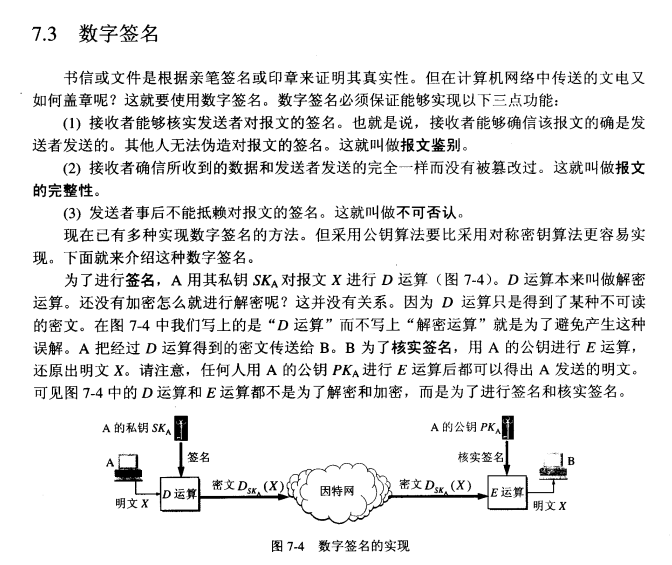 7.3 数字签名
书信或文件是根据亲笔签名或印章来证明其真实性。但在计算机网络中传送的文电又
如何盖章呢？这就要使用数字签名。数字签名必须保证能够实现以下三点功能：
(1) 接收者能够核实发送者对报文的签名。也就是说，接收者能够确信该报文的确是发
送者发送的。其他人无法伪造对报文的签名。这就叫做报文鉴别。
(2) 接收者确信所收到的数据和发送者发送的完全一样而没有被篡改过。这就叫做报文
的完整性。
(3) 发送者事后不能抵赖对报文的签名。这就叫做不可否认。
现在已有多种实现数字签名的方法。但采用公钥算法要比采用对称密钥算法更容易实
现。下面就来介绍这种数字签名。
为了进行签名，A 用其私钥 SKA 对报文 X 进行 D 运算（图 7-4）。D 运算本来叫做解密
运算。还没有加密怎么就进行解密呢？这并没有关系。因为 D 运算只是得到了某种不可读
的密文。在图 7-4 中我们写上的是“D 运算”而不写上“解密运算”就是为了避免产生这种
误解。A 把经过 D 运算得到的密文传送给 B。B 为了核实签名，用 A 的公钥进行 E 运算，
还原出明文 X。请注意，任何人用 A 的公钥 PKA 进行 E 运算后都可以得出 A 发送的明文。
可见图 7-4 中的 D 运算和 E 运算都不是为了解密和加密，而是为了进行签名和核实签名。
A 的私钥 SKA
A 的公钥 PKA
签名
核实签名
A
B
密文 DSKA (X)
因特网
密文 DSKA (X)
D 运算
E 运算
明文 X
明文 X
图 7-4 数字签名的实现